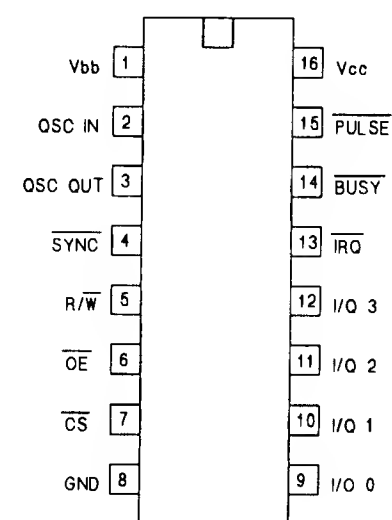 Vbb 1 16 Vcc
OSC IN 2 15 PULSE
OSC OUT 3 14 BUSY
SYNC 4 13 IRQ
R/W 5 12 I/O 3
OE 6 11 I/O 2
CS 7 10 I/O 1
GND 8 9 I/O 0